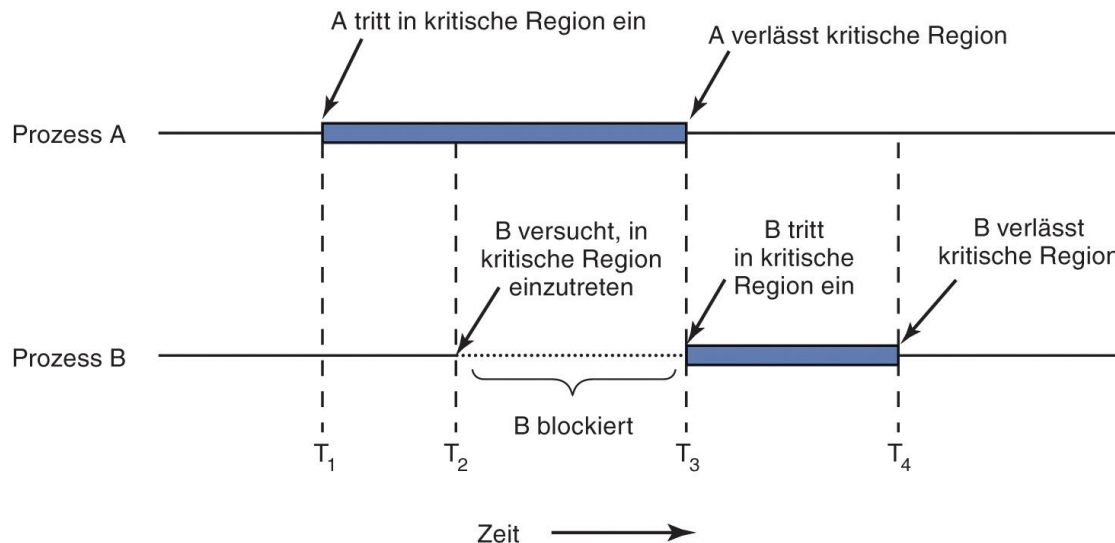 A tritt in kritische Region ein
A verlässt kritische Region
Prozess A
B versucht, in
kritische Region
einzutreten
B tritt
in kritische
Region ein
B verlässt
kritische Region
Prozess B
B blockiert
T1
T2
T3
T4
Zeit